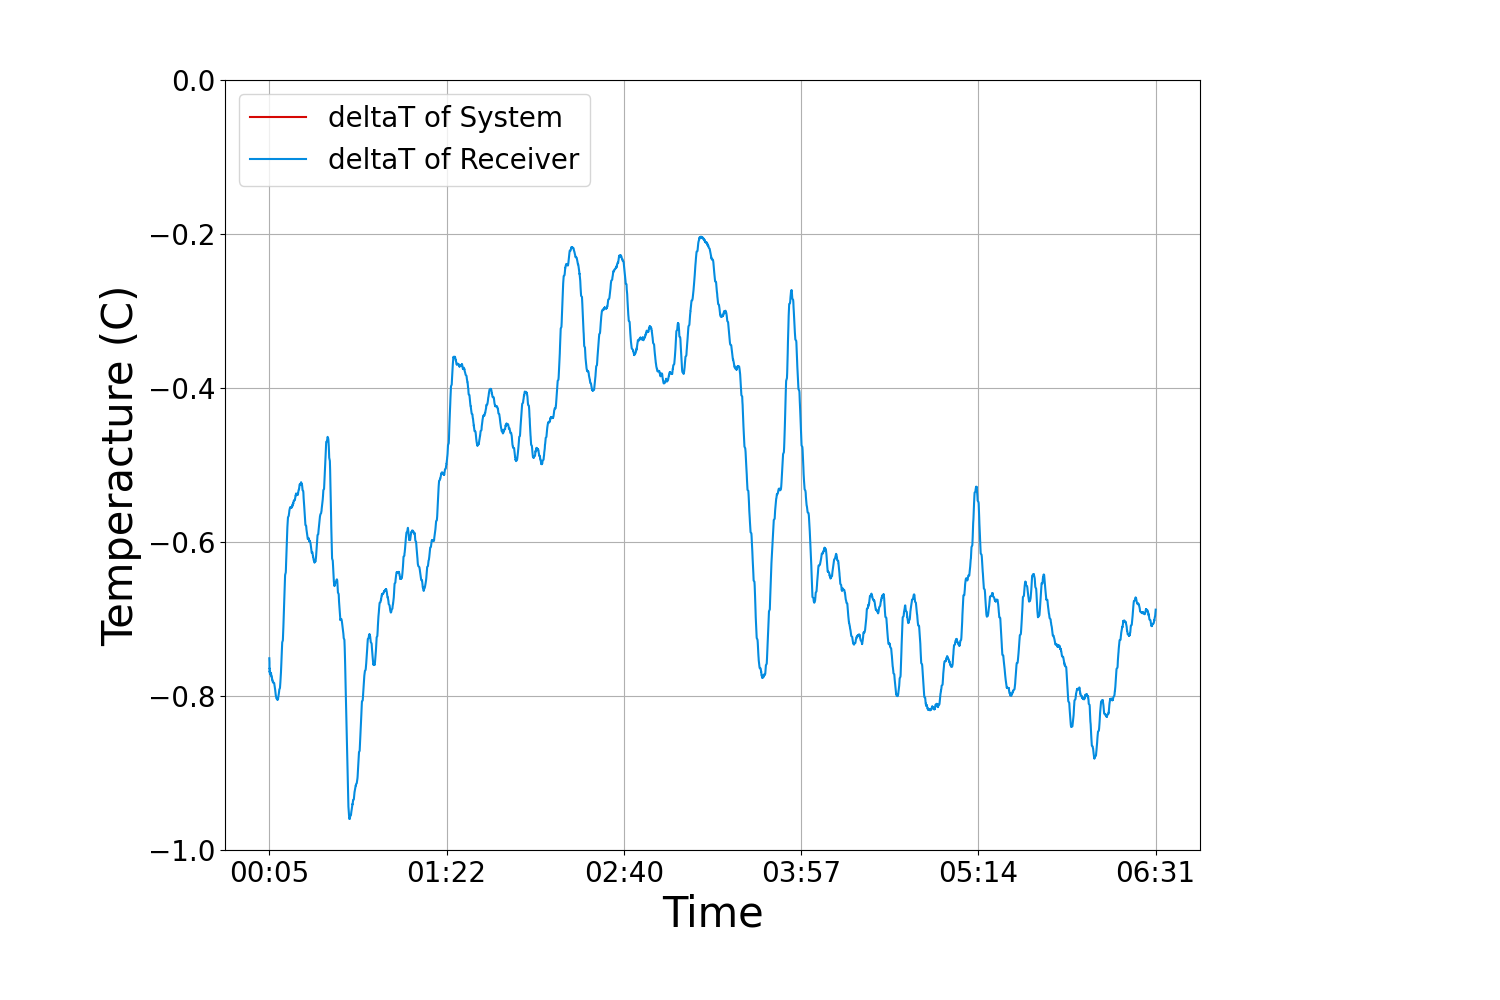 deltaT of System
deltaT of Receiver
0.0
−0.2
−0.4
−0.6
−0.8
−1.0
Temperacture (C)
00:05 01:22 02:40 03:57 05:14 06:31
Time